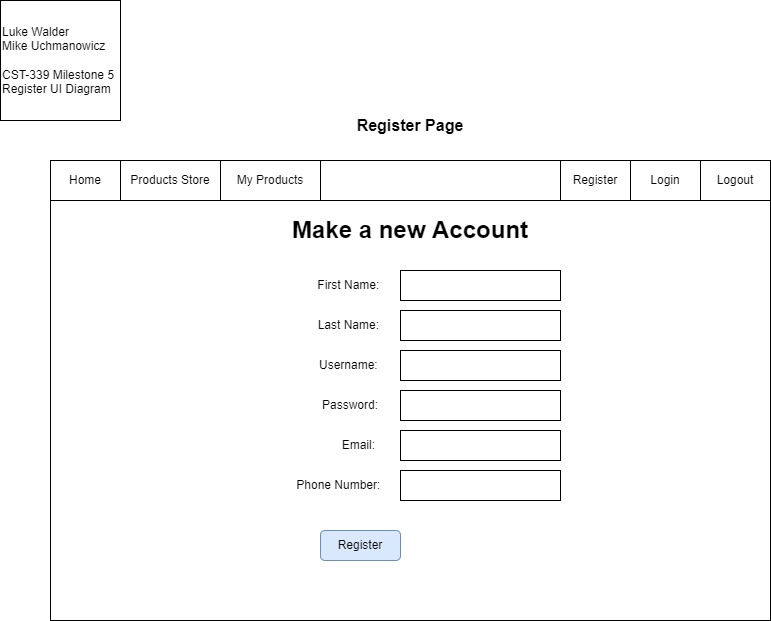 Luke Walder
Mike Uchmanowicz
CST-339 Milestone 5
Register UI Diagram
Register Page
Home Products Store My Products Register Login Logout
Make a new Account
First Name:
Last Name:
Username:
Password:
Email:
Phone Number:
Register